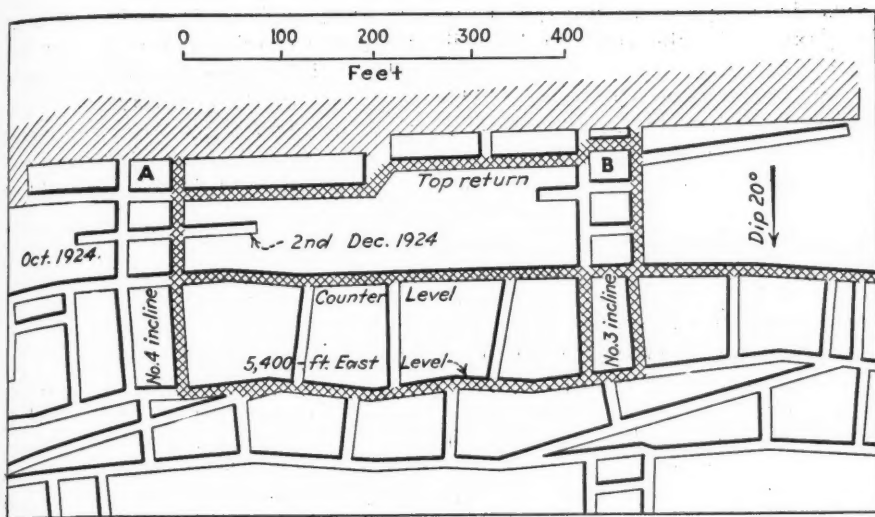 0 100 200 300 400
Feet
A
B
Top return
Dip 20°
Oct. 1924.
2nd Dec. 1924
No.4 incline
Counter Level
No.3 incline
5,400-ft. East Level